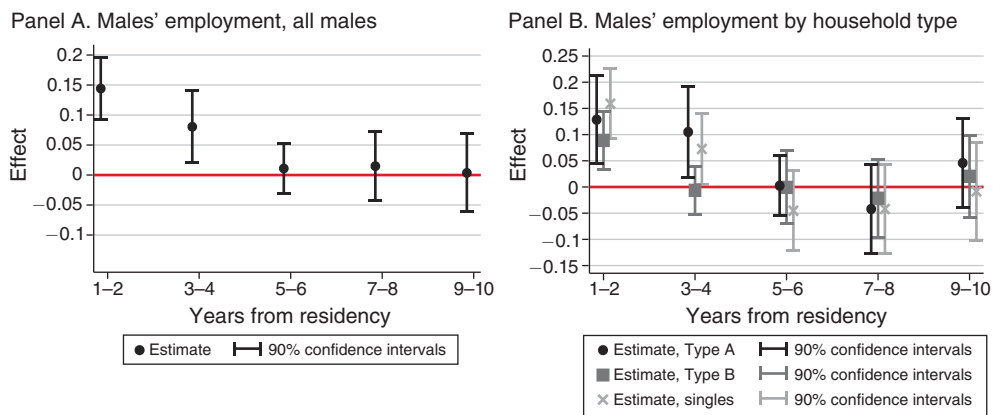 Panel A. Males’ employment, all males
0.2
0.15
0.1
0.05
0
−0.05
−0.1
Effect
1–2 3–4 5–6 7–8 9–10
Years from residency
Estimate 90% confidence intervals
Panel B. Males’ employment by household type
0.25
0.2
0.15
0.1
0.05
0
−0.05
−0.1
−0.15
Effect
1–2 3–4 5–6 7–8 9–10
Years from residency
Estimate, Type A 90% confidence intervals
Estimate, Type B 90% confidence intervals
Estimate, singles 90% confidence intervals